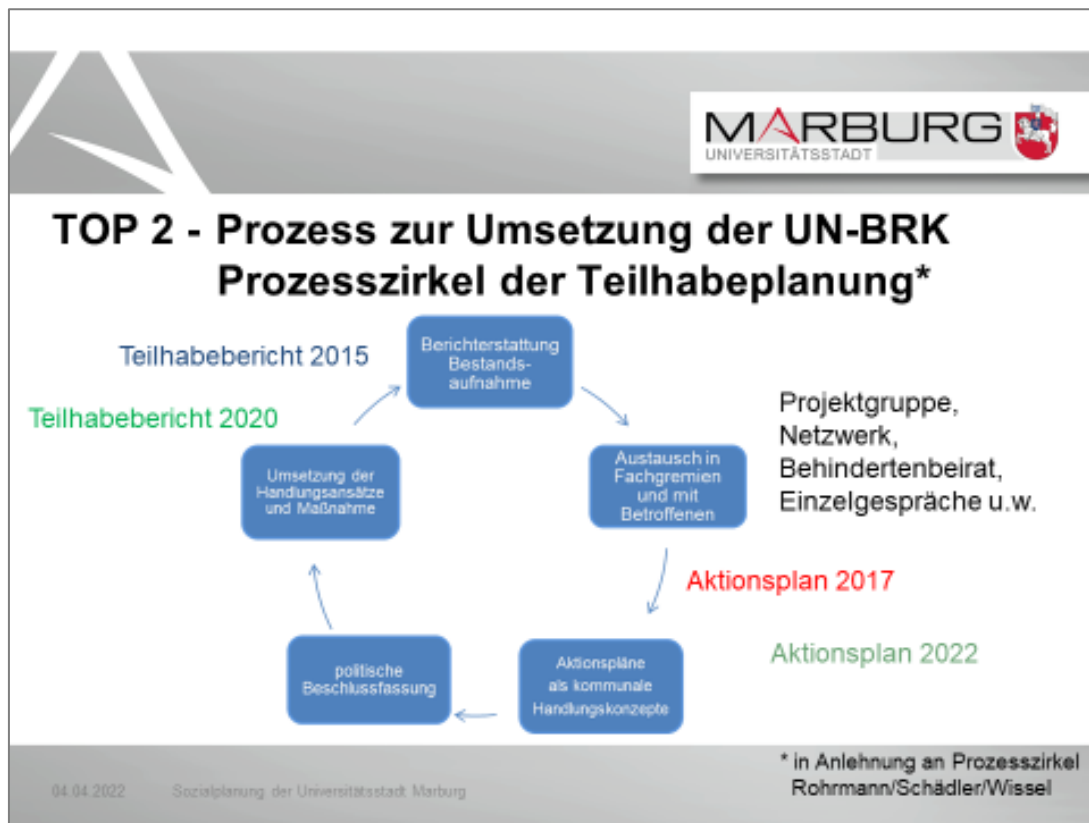 MARBURG
UNIVERSITÄTSSTADT
TOP 2 - Prozess zur Umsetzung der UN-BRK
Prozesszirkel der Teilhabeplanung*
Teilhabebericht 2015
Teilhabebericht 2020
Berichterstattung
Bestands-
aufnahme
Austausch in
Fachgremien
und mit
Betroffenen
Projektgruppe,
Netzwerk,
Behindertenbeirat,
Einzelgespräche u.w.
Umsetzung der
Handlungsansätze
und Maßnahme
Aktionsplan 2017
Aktionsplan 2022
politische
Beschlussfassung
Aktionspläne
als kommunale
Handlungskonzepte
* in Anlehnung an Prozesszirkel
Rohrmann/Schädler/Wissel
04.04.2022 Sozialplanung der Universitätsstadt Marburg